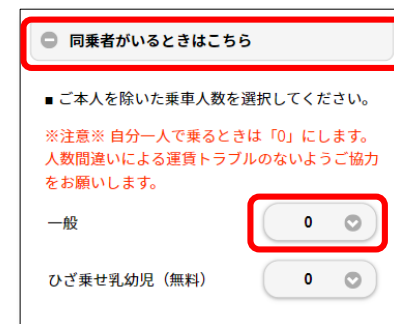 同乗者がいるときはこちら
■ ご本人を除いた乗車人数を選択してください。
※注意※ 自分一人で乗るときは「0」にします。
人数間違いによる運賃トラブルのないようご協力
をお願いします。
一般 0
ひざ乗せ乳幼児（無料） 0